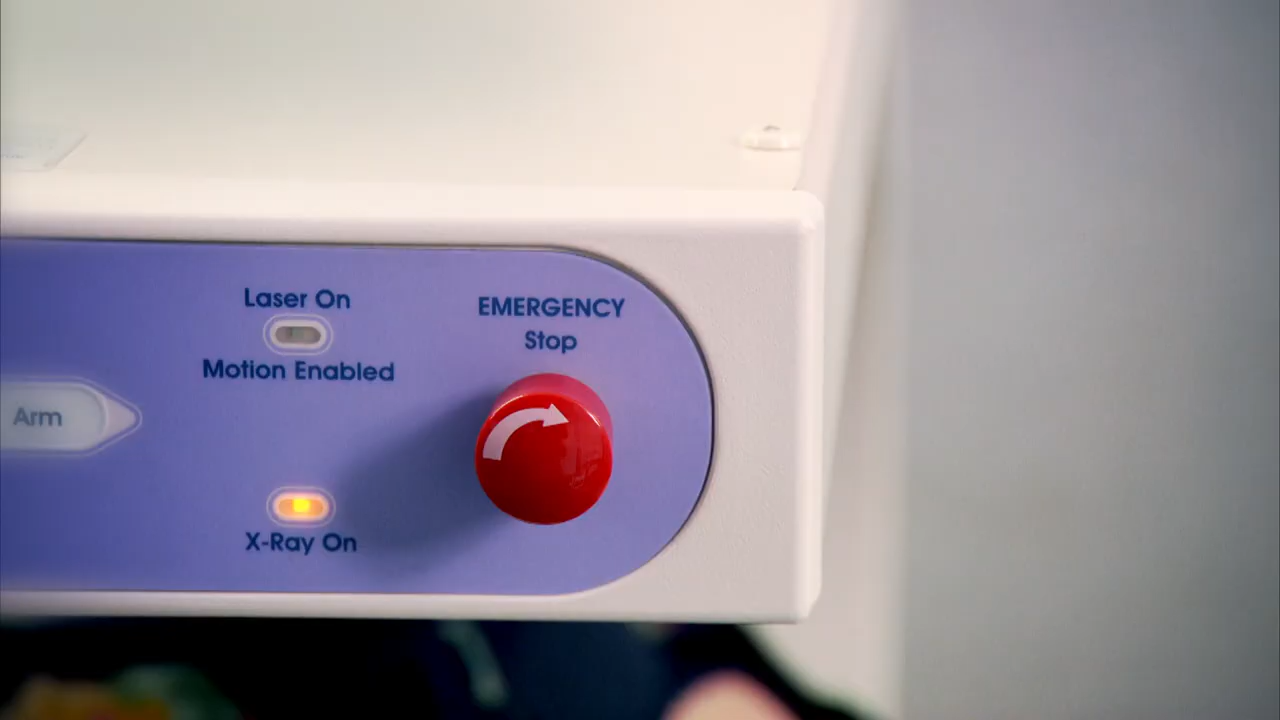 Laser On
Motion Enabled
EMERGENCY
Stop
Arm
X-Ray On